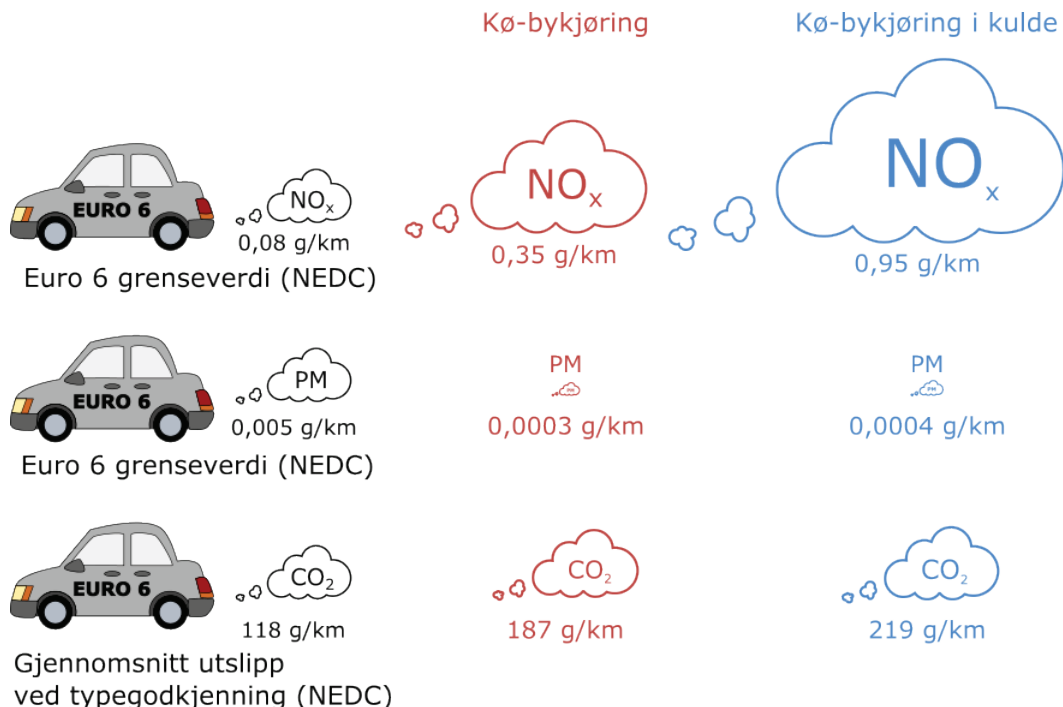 Kø-bykjøring
Kø-bykjøring i kulde
EURO 6
NOx
0,08 g/km
Euro 6 grenseverdi (NEDC)
NOx
0,35 g/km
NOx
0,95 g/km
EURO 6
PM
0,005 g/km
Euro 6 grenseverdi (NEDC)
PM
PM
0,0003 g/km
PM
PM
0,0004 g/km
EURO 6
CO₂
118 g/km
Gjennomsnitt utslipp
ved typegodkjenning (NEDC)
CO₂
187 g/km
CO₂
219 g/km